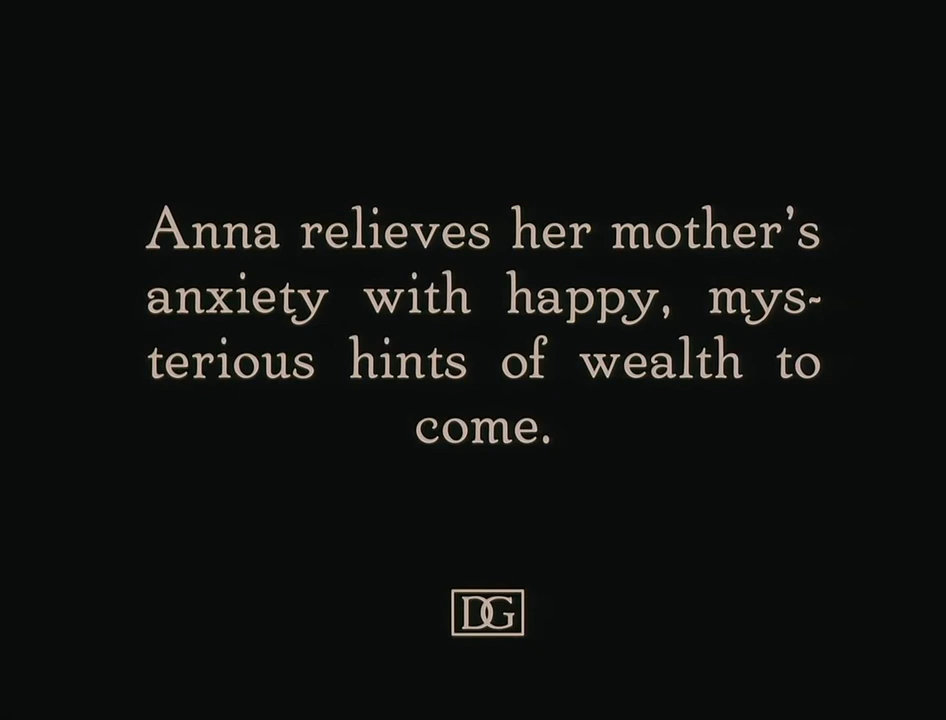 Anna relieves her mother's
anxiety with happy, mys-
terious hints of wealth to
come.
DG